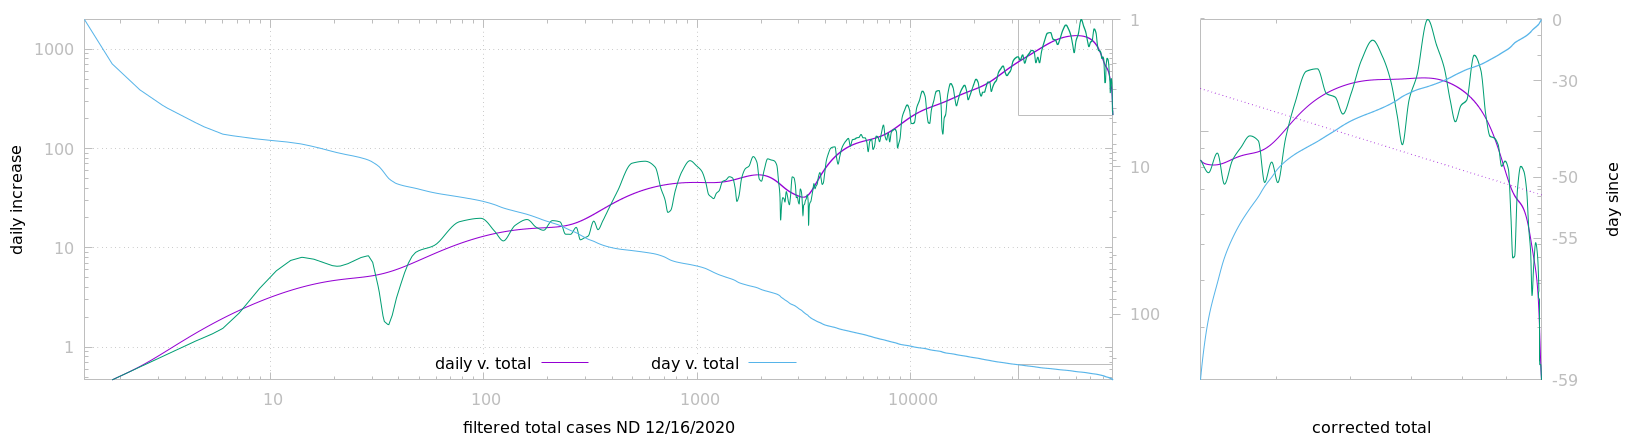 1000
100
10
1
daily increase
10
100
1000
10000
filtered total cases ND 12/16/2020
daily v. total
day v. total
1
10
100
0
-30
-50
-55
-59
day since
corrected total